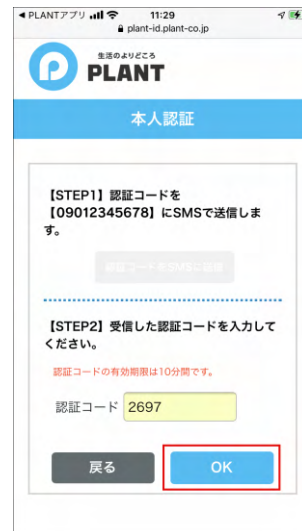 ◀PLANTアプリ
11:29
plant-id.plant-co.jp
生活のよりどころ
PLANT
本人認証
【STEP1】認証コードを
【09012345678】にSMSで送信しま
す。
認証コードをSMSに送信
【STEP2】受信した認証コードを入力して
ください。
認証コードの有効期限は10分間です。
認証コード 2697
戻る
OK